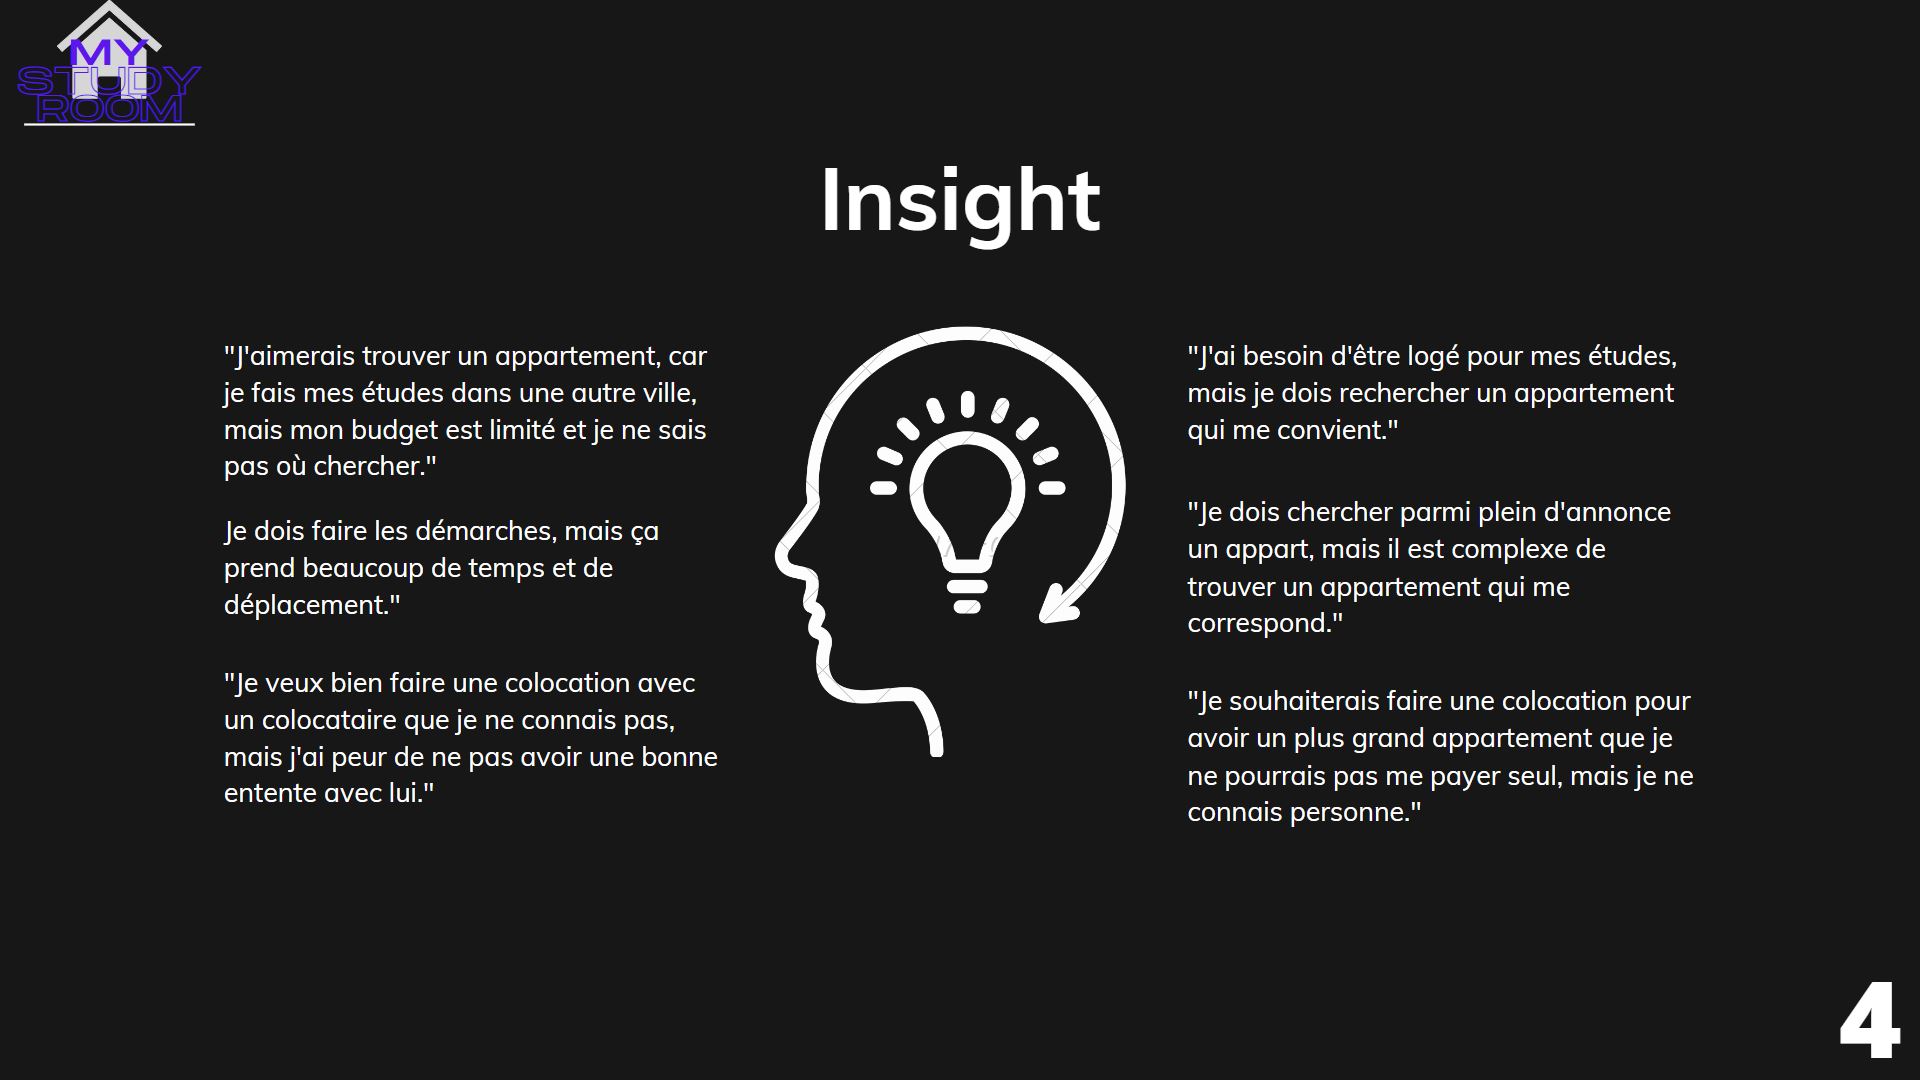 MY
STUDY
ROOM
Insight
"J'aimerais trouver un appartement, car
je fais mes études dans une autre ville,
mais mon budget est limité et je ne sais
pas où chercher."
Je dois faire les démarches, mais ça
prend beaucoup de temps et de
déplacement."
"Je veux bien faire une colocation avec
un colocataire que je ne connais pas,
mais j'ai peur de ne pas avoir une bonne
entente avec lui."
"J'ai besoin d'être logé pour mes études,
mais je dois rechercher un appartement
qui me convient."
"Je dois chercher parmi plein d'annonce
un appart, mais il est complexe de
trouver un appartement qui me
correspond."
"Je souhaiterais faire une colocation pour
avoir un plus grand appartement que je
ne pourrais pas me payer seul, mais je ne
connais personne."
4